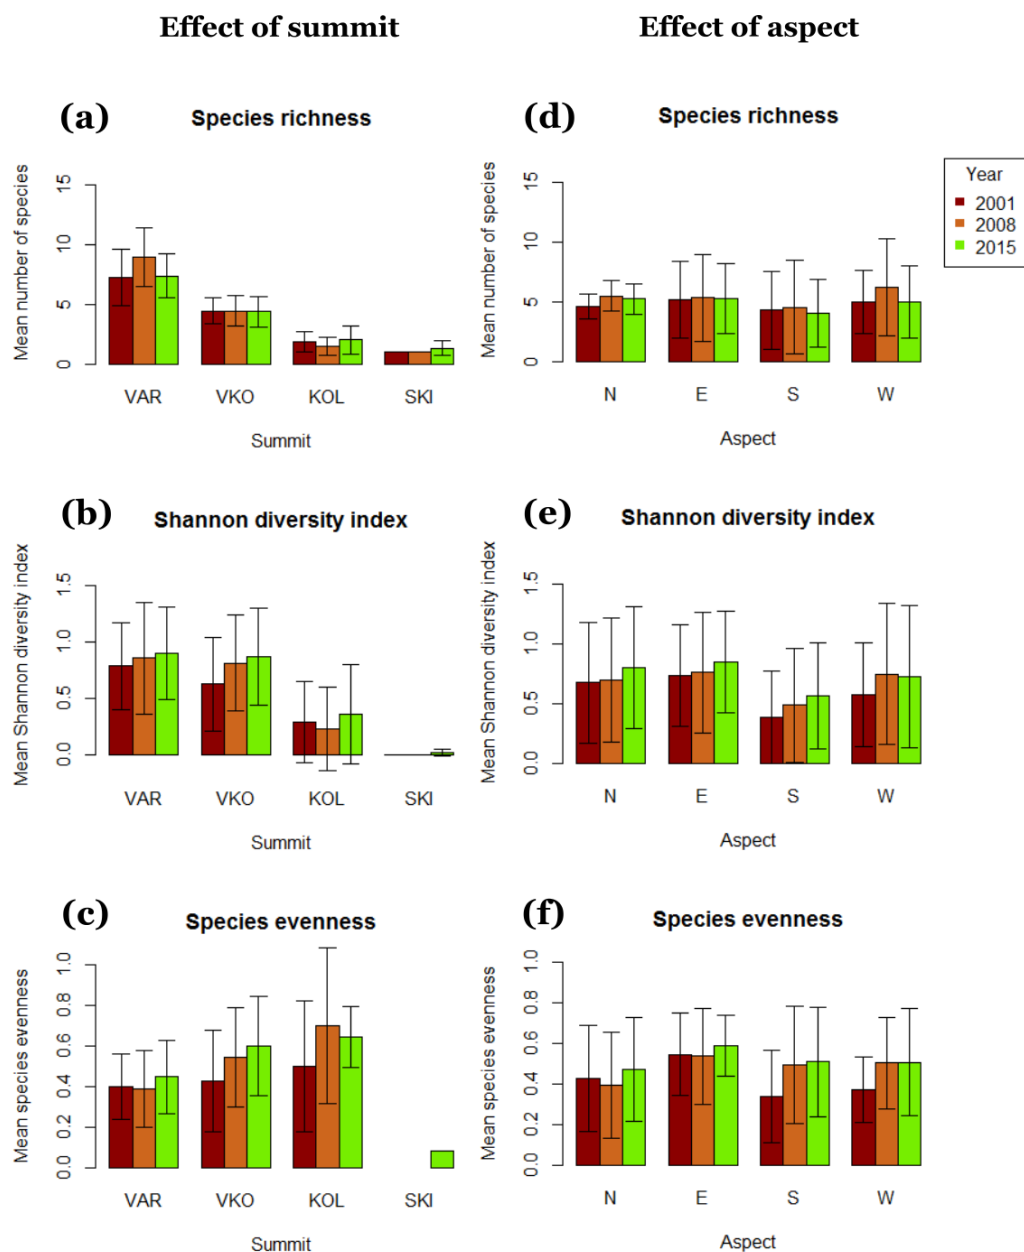 Effect of summit
Effect of aspect
(a)
Species richness
Mean number of species
0 5 10 15
VAR VKO KOL SKI
Summit
(d)
Species richness
Mean number of species
0 5 10 15
N E S W
Aspect
Year
2001
2008
2015
(b)
Shannon diversity index
Mean Shannon diversity index
0.0 0.5 1.0 1.5
VAR VKO KOL SKI
Summit
(e)
Shannon diversity index
Mean Shannon diversity index
0.0 0.5 1.0 1.5
N E S W
Aspect
(c)
Species evenness
Mean species evenness
0.0 0.2 0.4 0.6 0.8 1.0
VAR VKO KOL SKI
Summit
(f)
Species evenness
Mean species evenness
0.0 0.2 0.4 0.6 0.8 1.0
N E S W
Aspect